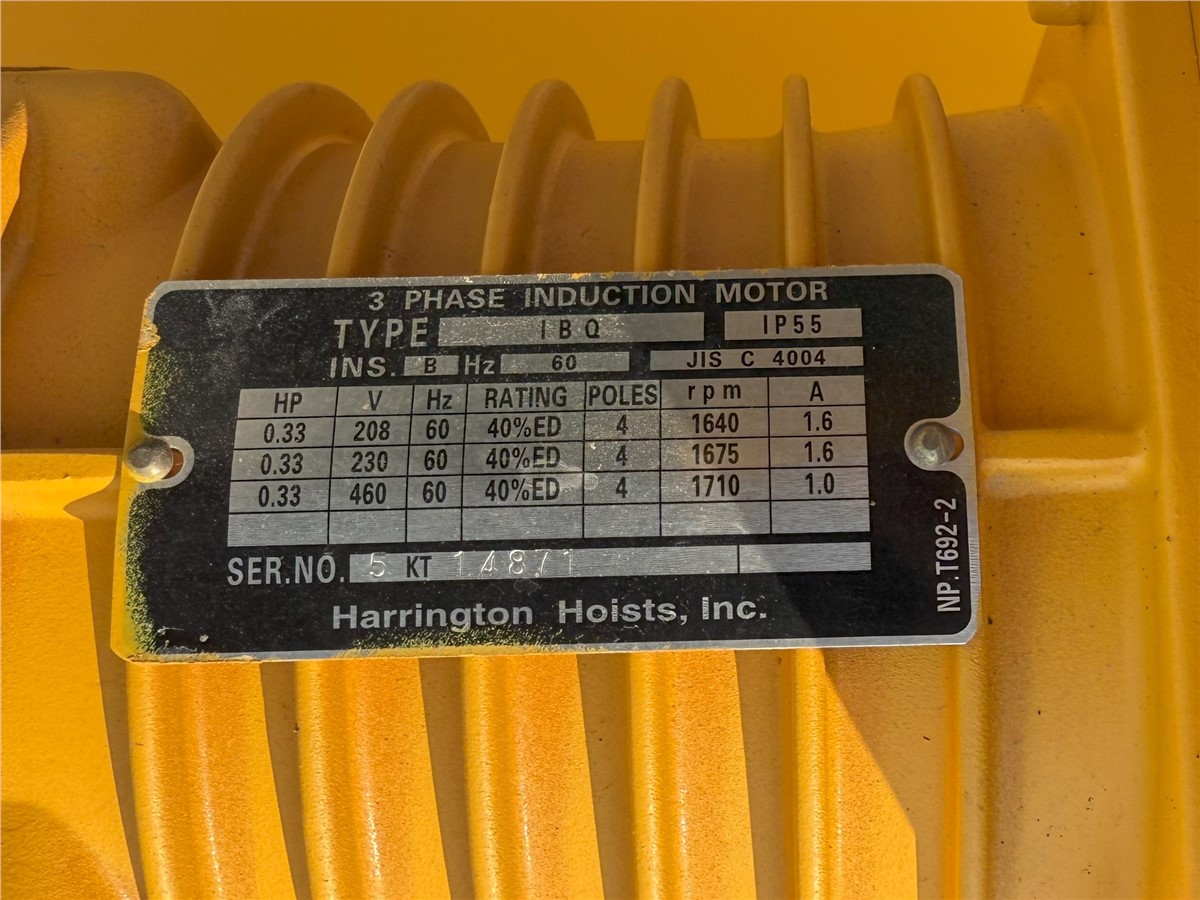 3 PHASE INDUCTION MOTOR
TYPE IBQ IP55
INS. B Hz 60 JIS C 4004
HP V Hz RATING POLES rpm A
0.33 208 60 40%ED 4 1640 1.6
0.33 230 60 40%ED 4 1675 1.6
0.33 460 60 40%ED 4 1710 1.0
SER.NO. 5 KT 14871
Harrington Hoists, Inc.
NP.T692-2